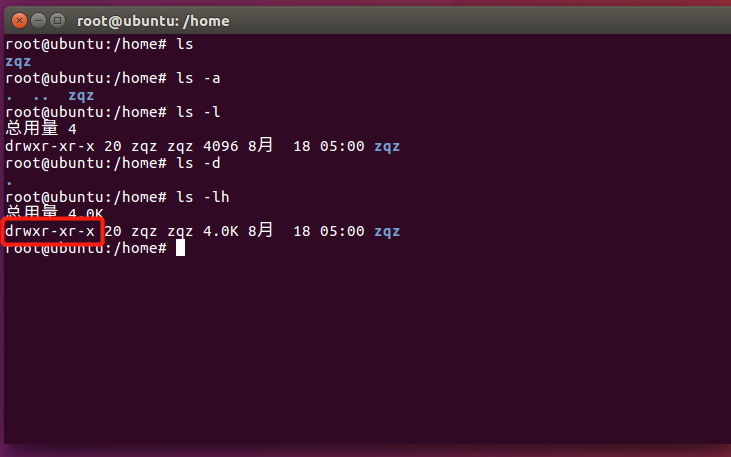 root@ubuntu: /home
root@ubuntu:/home# ls
zqz
root@ubuntu:/home# ls -a
.  ..  zqz
root@ubuntu:/home# ls -l
总用量 4
drwxr-xr-x 20 zqz zqz 4096 8月  18 05:00 zqz
root@ubuntu:/home# ls -d
.
root@ubuntu:/home# ls -lh
总用量 4.0K
drwxr-xr-x 20 zqz zqz 4.0K 8月  18 05:00 zqz
root@ubuntu:/home#